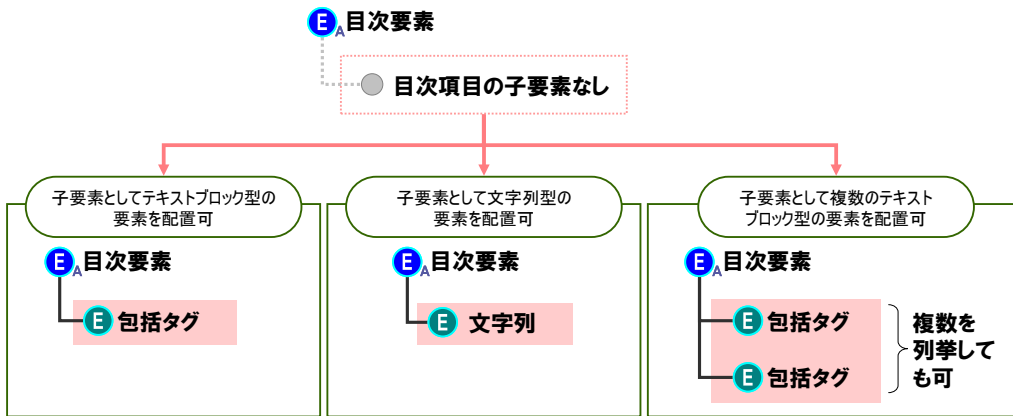 E A 目次要素
目次項目の子要素なし
子要素としてテキストブロック型の
要素を配置可
E A 目次要素
E 包括タグ
子要素として文字列型の
要素を配置可
E A 目次要素
E 文字列
子要素として複数のテキスト
ブロック型の要素を配置可
E A 目次要素
E 包括タグ
E 包括タグ
複数を
列挙して
も可